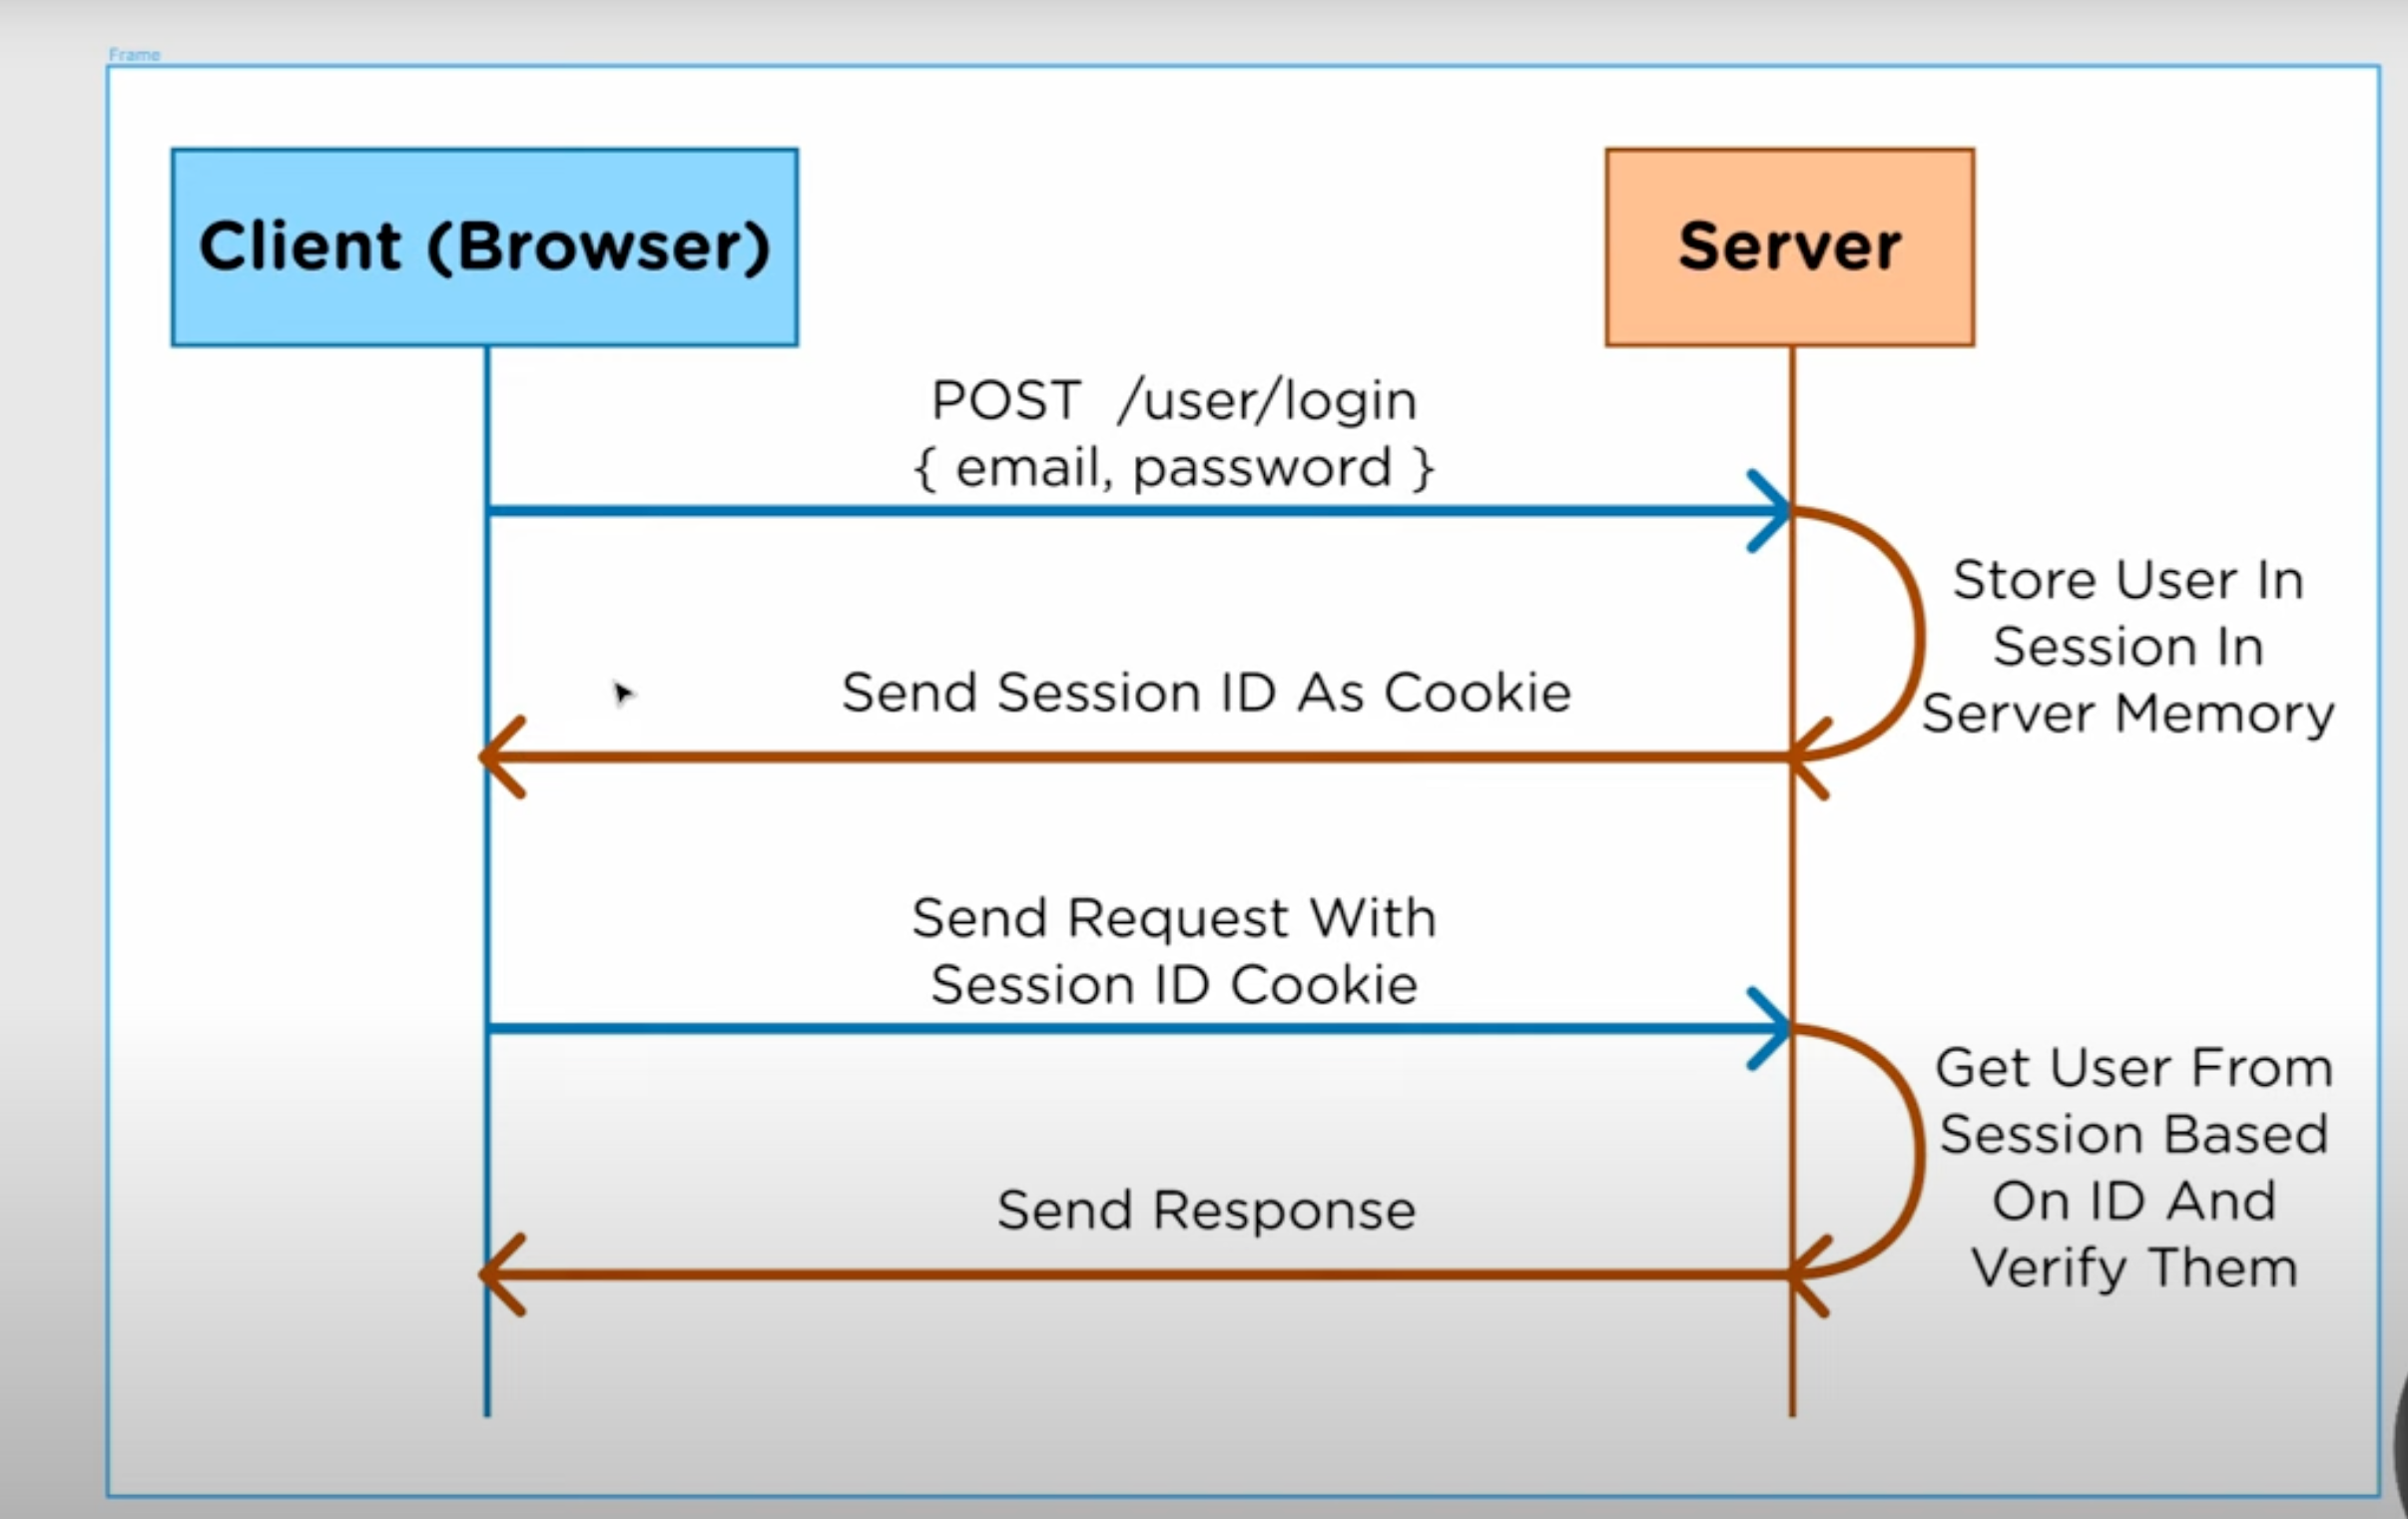 Frame
Client (Browser)
Server
POST /user/login
{ email, password }
Store User In
Session In
Server Memory
Send Session ID As Cookie
Send Request With
Session ID Cookie
Get User From
Session Based
On ID And
Verify Them
Send Response